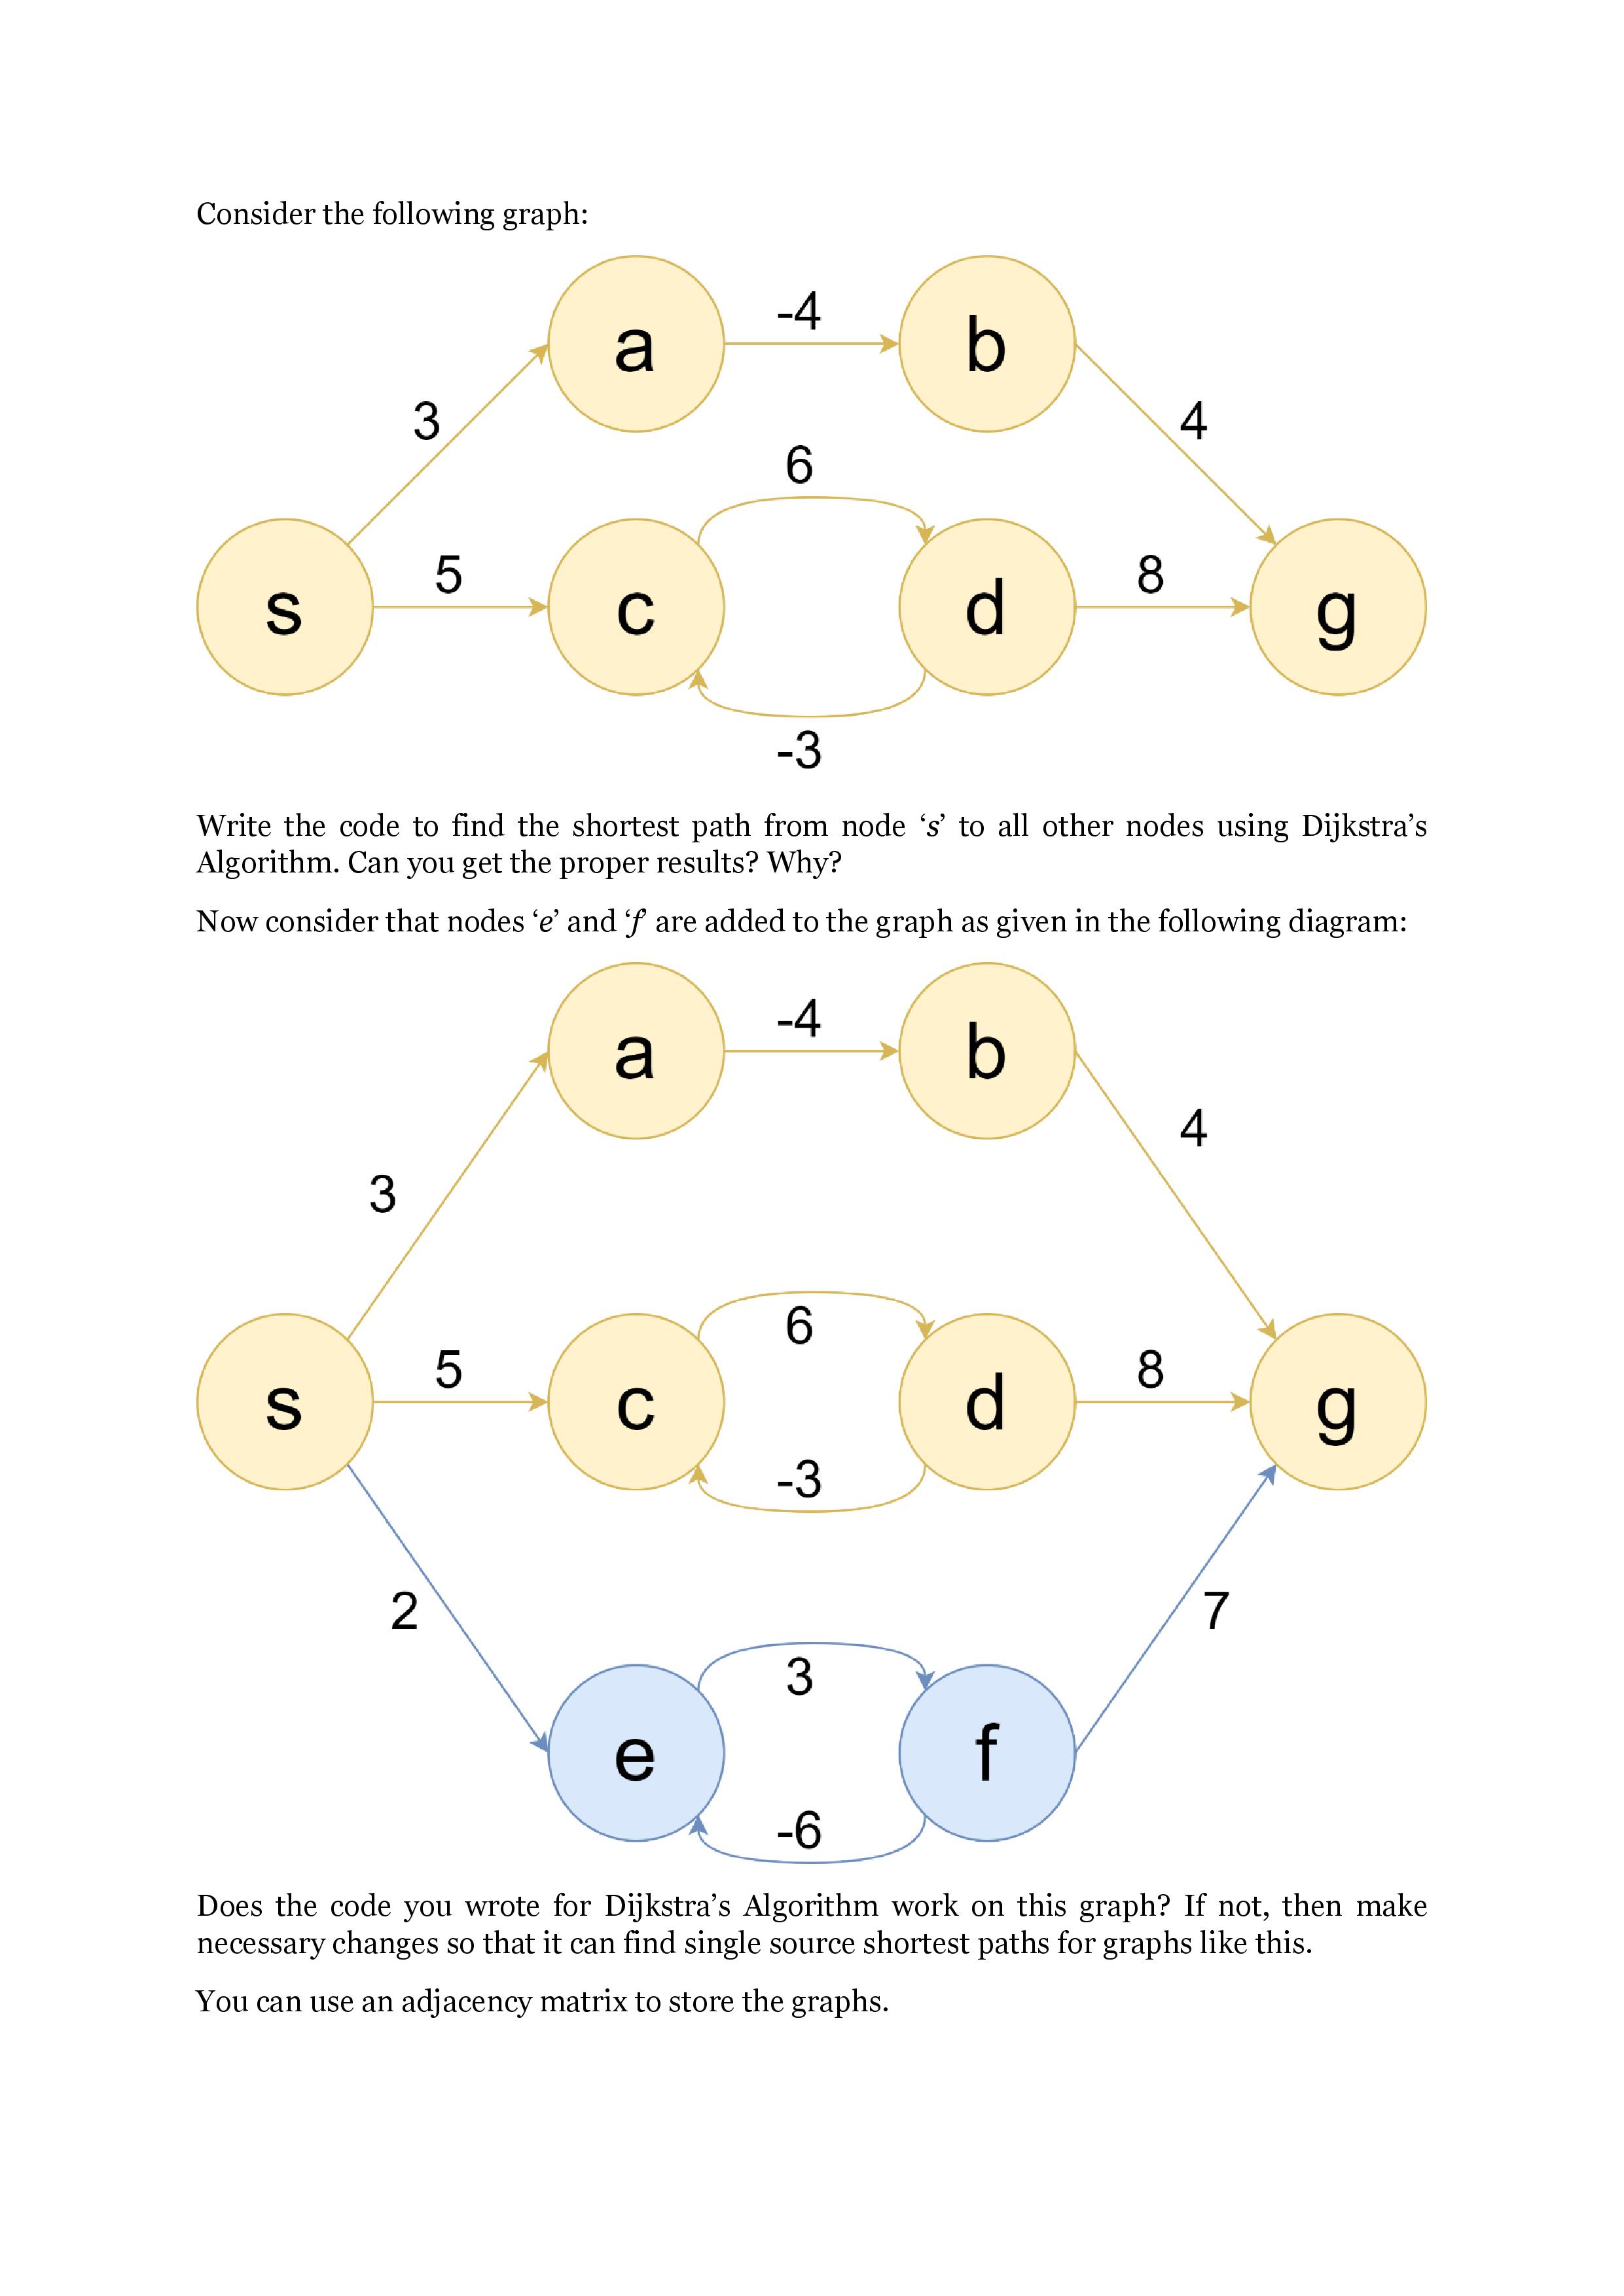 Consider the following graph:
a
-4
b
3
4
6
s
5
c
d
8
g
-3
Write the code to find the shortest path from node ‘s’ to all other nodes using Dijkstra’s
Algorithm. Can you get the proper results? Why?
Now consider that nodes ‘e’ and ‘f’ are added to the graph as given in the following diagram:
a
-4
b
3
4
6
s
5
c
d
8
g
-3
2
7
3
e
f
-6
Does the code you wrote for Dijkstra’s Algorithm work on this graph? If not, then make
necessary changes so that it can find single source shortest paths for graphs like this.
You can use an adjacency matrix to store the graphs.